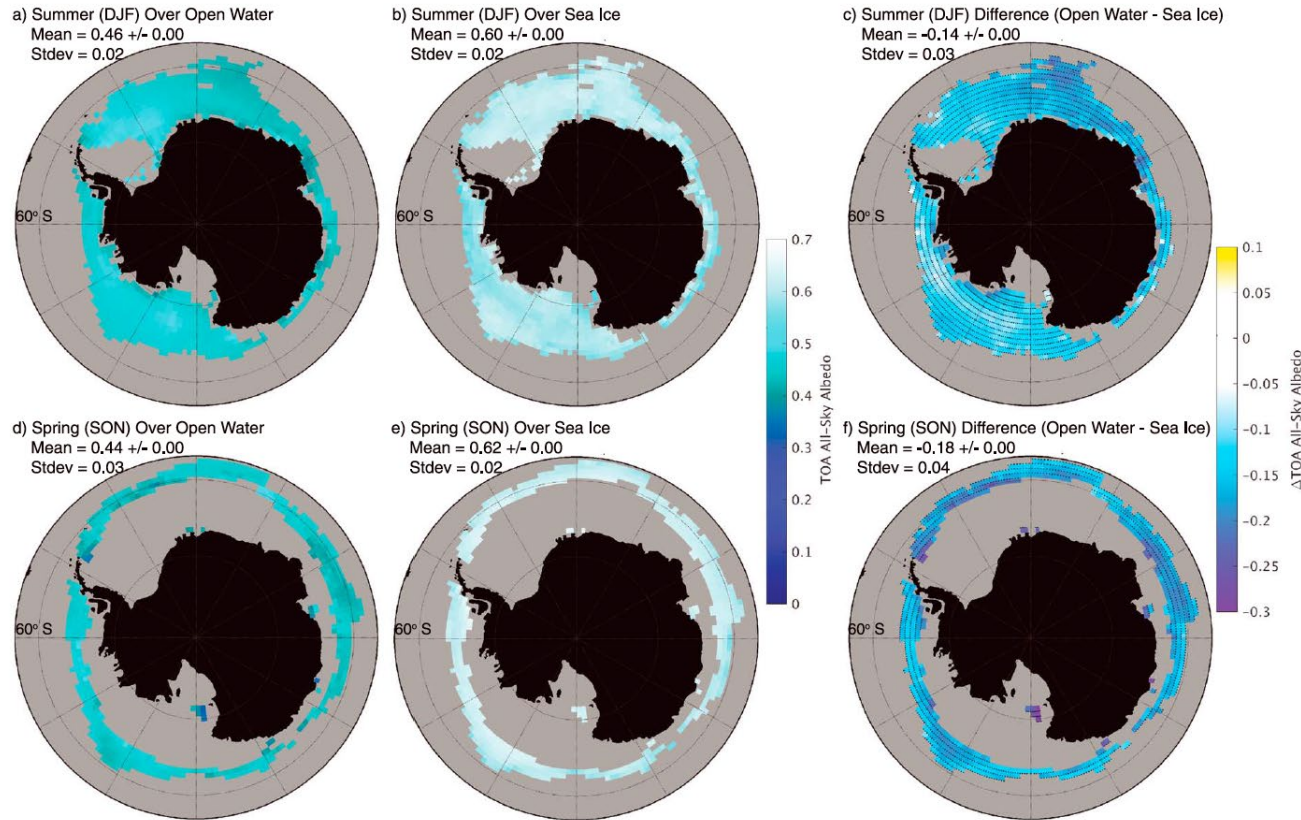 a) Summer (DJF) Over Open Water
Mean = 0.46 +/- 0.00
Stdev = 0.02
b) Summer (DJF) Over Sea Ice
Mean = 0.60 +/- 0.00
Stdev = 0.02
c) Summer (DJF) Difference (Open Water - Sea Ice)
Mean = -0.14 +/- 0.00
Stdev = 0.03
60° S
60° S
0.7
0.6
0.5
0.4
0.3
0.2
0.1
0
TOA All-Sky Albedo
0.1
0.05
0
-0.05
-0.1
-0.15
-0.2
-0.25
-0.3
ΔTOA All-Sky Albedo
d) Spring (SON) Over Open Water
Mean = 0.44 +/- 0.00
Stdev = 0.03
e) Spring (SON) Over Sea Ice
Mean = 0.62 +/- 0.00
Stdev = 0.02
f) Spring (SON) Difference (Open Water - Sea Ice)
Mean = -0.18 +/- 0.00
Stdev = 0.04
60° S
60° S